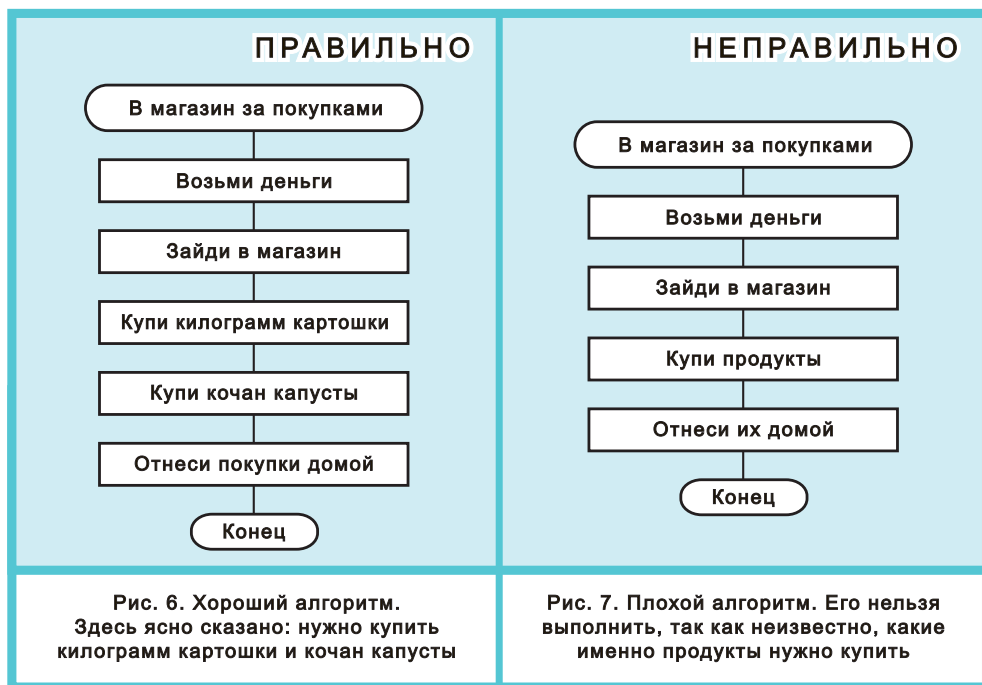 ПРАВИЛЬНО
В магазин за покупками
Возьми деньги
Зайди в магазин
Купи килограмм картошки
Купи кочан капусты
Отнеси покупки домой
Конец
Рис. 6. Хороший алгоритм.
Здесь ясно сказано: нужно купить
килограмм картошки и кочан капусты
НЕПРАВИЛЬНО
В магазин за покупками
Возьми деньги
Зайди в магазин
Купи продукты
Отнеси их домой
Конец
Рис. 7. Плохой алгоритм. Его нельзя
выполнить, так как неизвестно, какие
именно продукты нужно купить